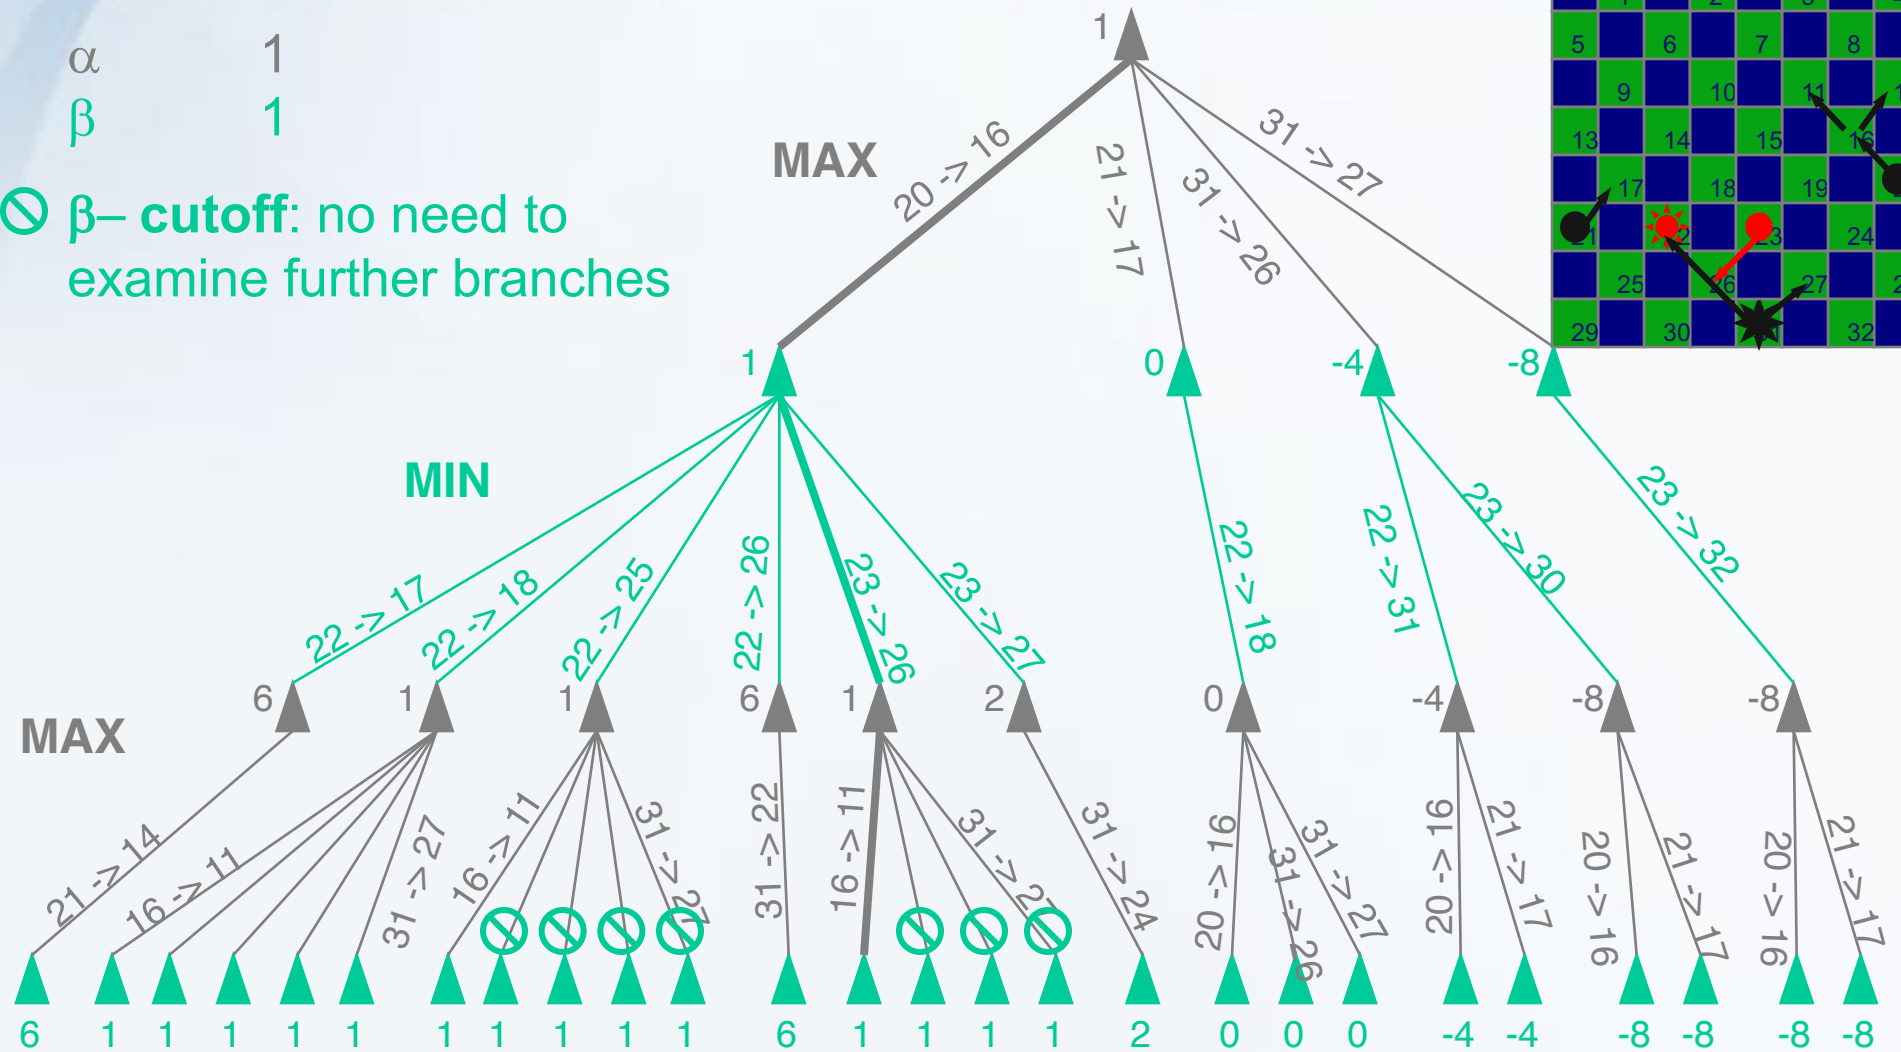 α 1
β 1
β– cutoff: no need to
examine further branches
1
MAX
20 -> 16
21 -> 17
31 -> 26
31 -> 27
5 6 7 8
9 10 11
13 14 15 16
17 18 19
21 23 24
25 26 27
29 30 32
1 0 -4 -8
MIN
22 -> 17
22 -> 18
22 -> 25
22 -> 26
23 -> 26
23 -> 27
22 -> 18
22 -> 31
23 -> 30
23 -> 32
MAX
6 1 1 6 1 2 0 -4 -8 -8
21 -> 14
16 -> 11
31 -> 27
16 -> 11
31 -> 27
31 -> 22
16 -> 11
31 -> 27
31 -> 24
20 -> 16
31 -> 26
31 -> 27
20 -> 16
21 -> 17
20 -> 16
21 -> 17
20 -> 16
21 -> 17
6 1 1 1 1 1 1 1 1 1 1 6 1 1 1 1 2 0 0 0 -4 -4 -8 -8 -8 -8